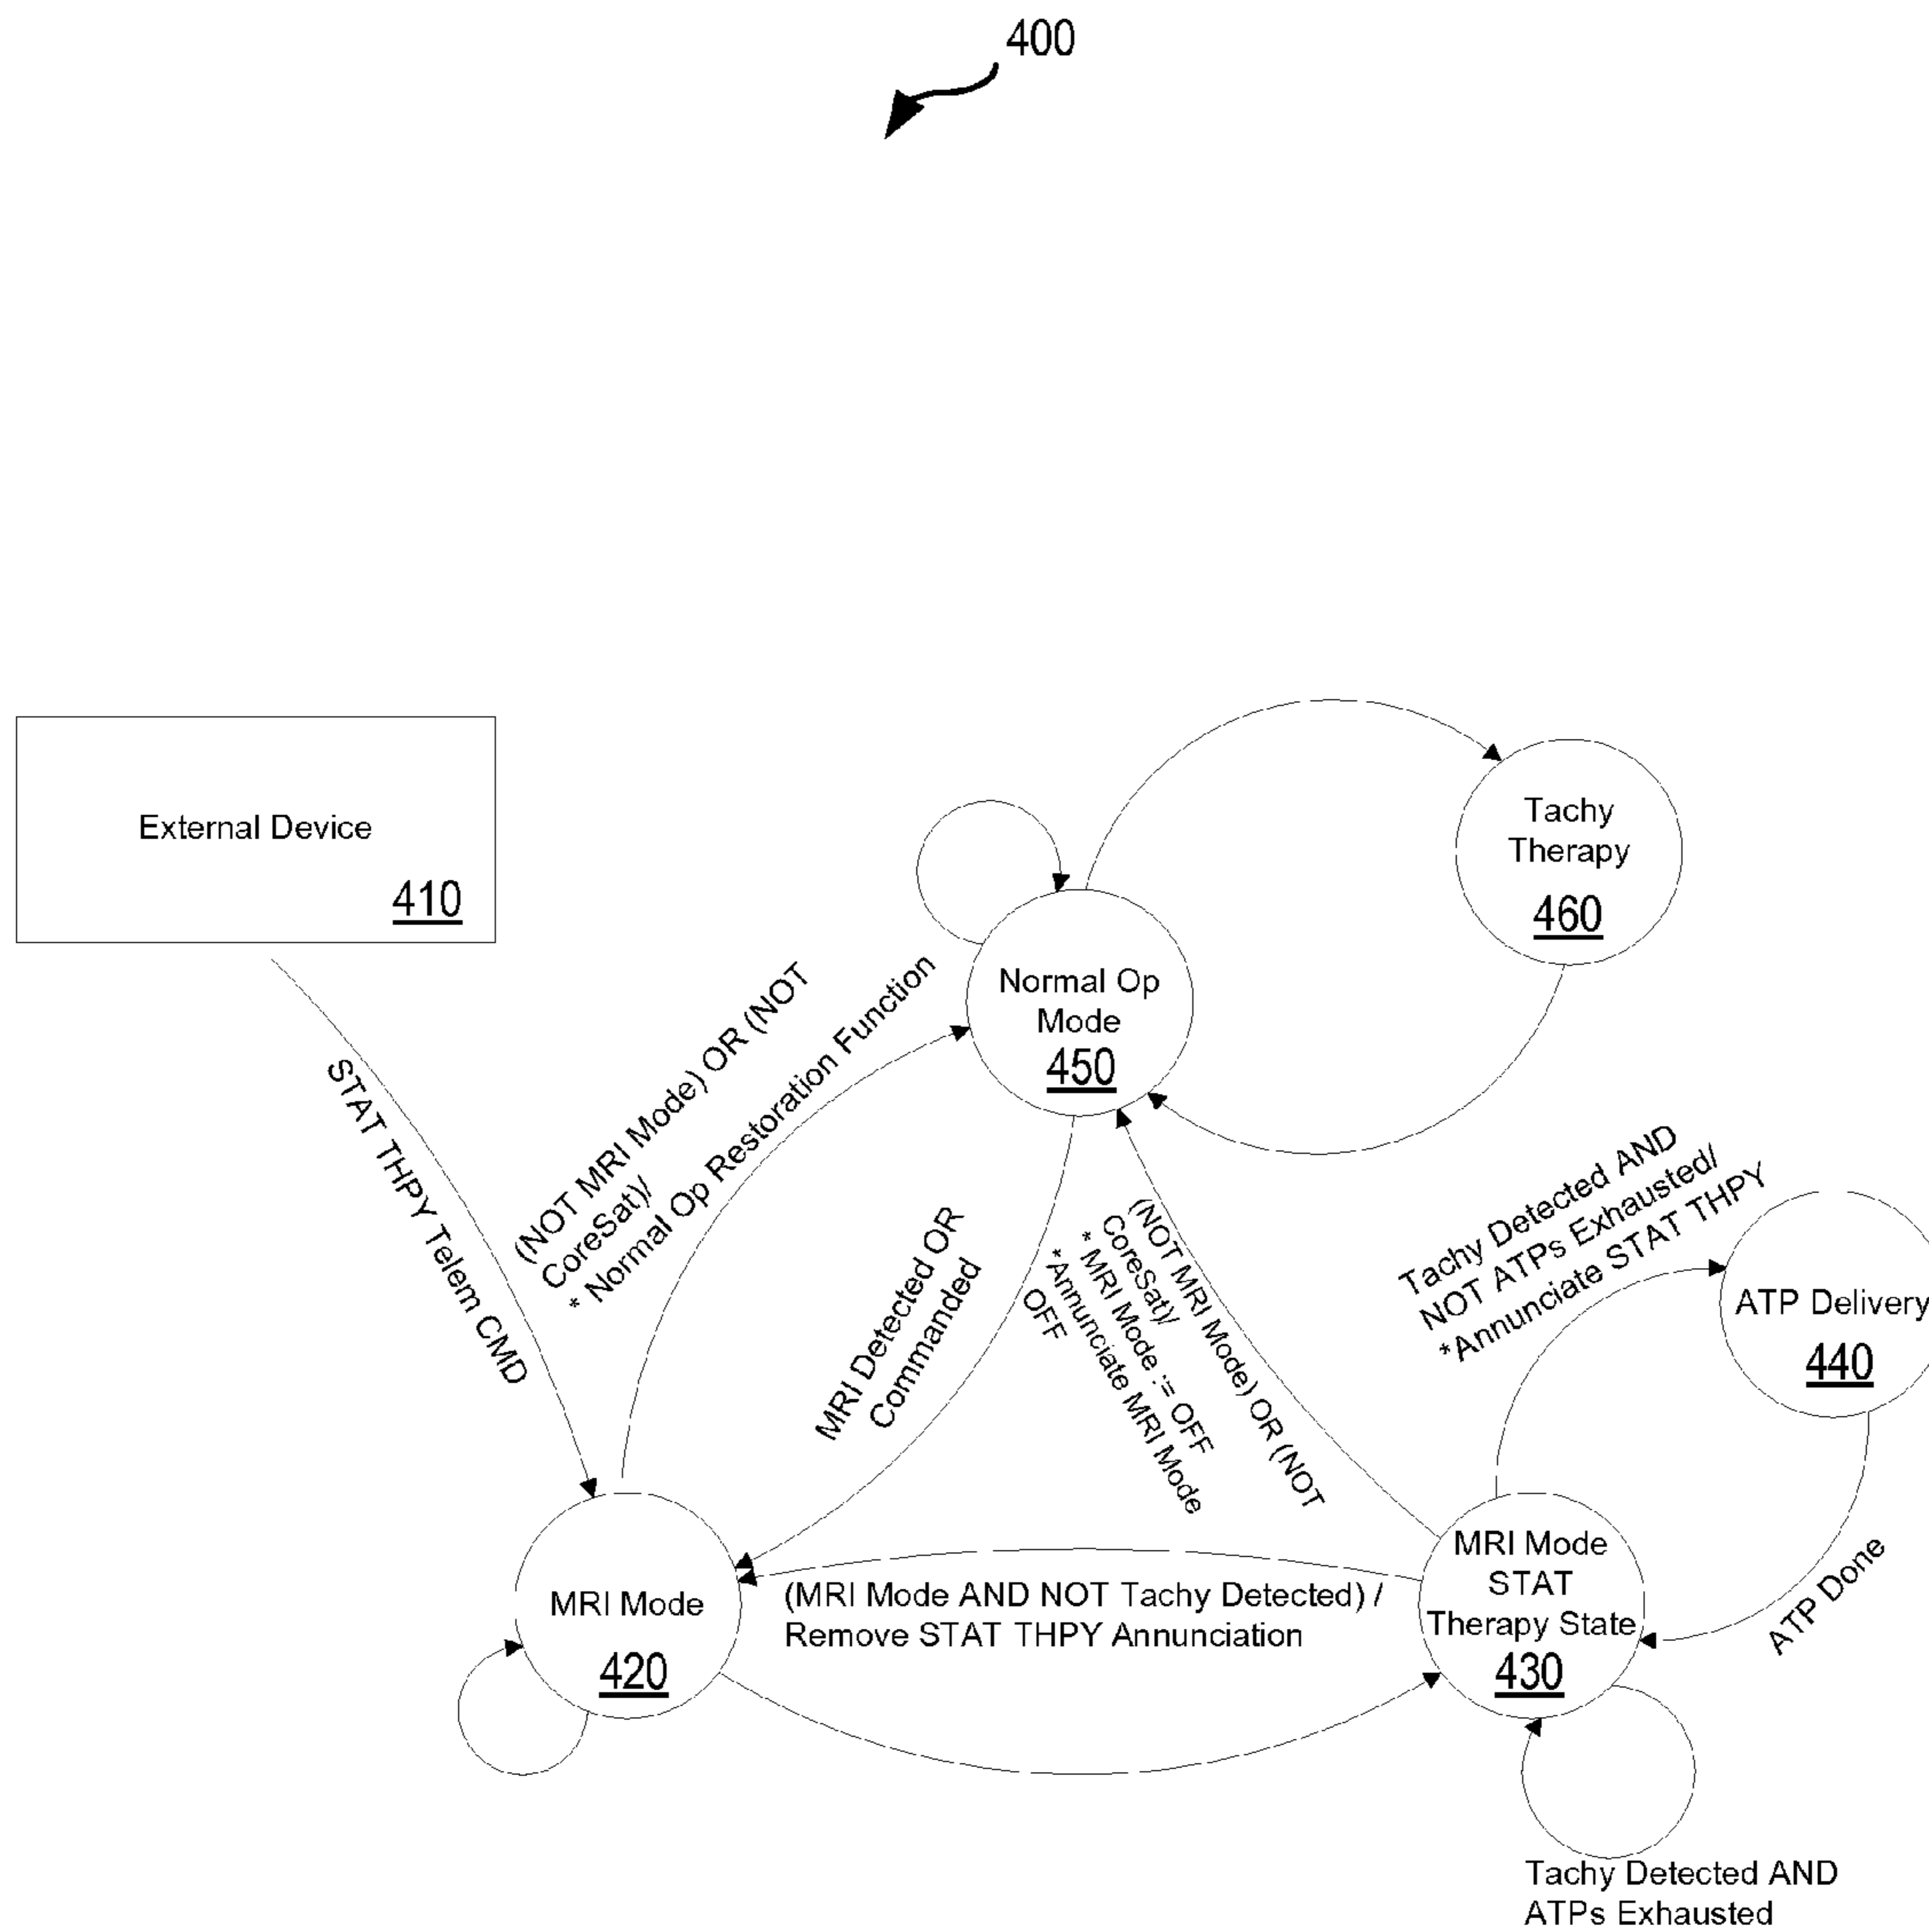 400
External Device
410
Tachy
Therapy
460
Normal Op
Mode
450
STAT THPY Telem CMD
(NOT MRI Mode) OR (NOT
CoreSat)/
* Normal Op Restoration Function
MRI Detected OR
Commanded
(NOT MRI Mode) OR (NOT
CoreSat)/
* MRI Mode := OFF
*Annunciate MRI Mode
OFF
Tachy Detected AND
NOT ATPs Exhausted/
*Annunciate STAT THPY
ATP Delivery
440
ATP Done
MRI Mode
420
(MRI Mode AND NOT Tachy Detected) /
Remove STAT THPY Annunciation
MRI Mode
STAT
Therapy State
430
Tachy Detected AND
ATPs Exhausted